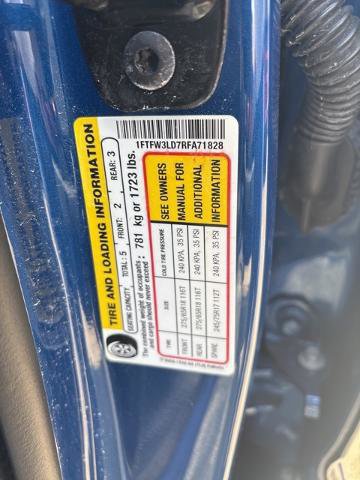 1FTFW3LD7RFA71828
TIRE AND LOADING INFORMATION
SEATING CAPACITY TOTAL: 5 FRONT: 2 REAR: 3
The combined weight of occupants and cargo should never exceed : 781 kg or 1723 lbs.
SEE OWNERS
MANUAL FOR
ADDITIONAL
INFORMATION
TIRE SIZE COLD TIRE PRESSURE
FRONT 275/65R18 116T 240 KPA, 35 PSI
REAR 275/65R18 116T 240 KPA, 35 PSI
SPARE 245/75R17 112T 240 KPA, 35 PSI